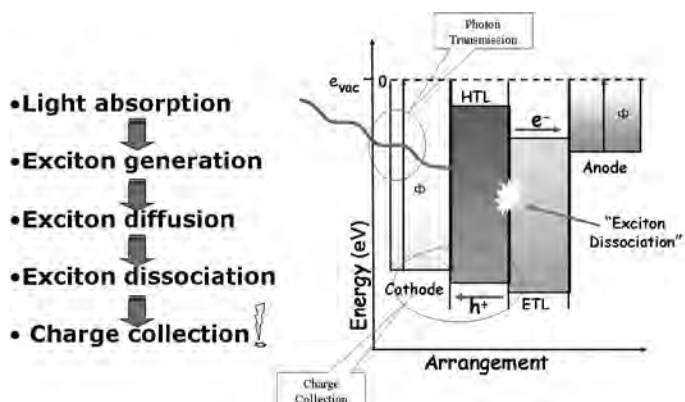 •Light absorption
•Exciton generation
•Exciton diffusion
•Exciton dissociation
• Charge collection!
Photon
Transmission
e_vac
0
HTL
e⁻
Φ
Anode
Φ
"Exciton
Dissociation"
Energy (eV)
Cathode
h⁺
ETL
Arrangement
Charge
Collection